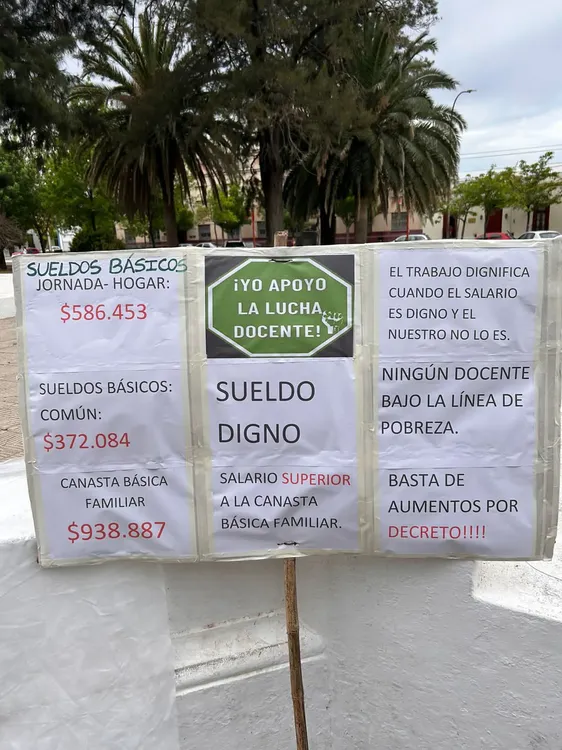 SUELDOS BÁSICOS
JORNADA- HOGAR:
$586.453
SUELDOS BÁSICOS:
COMÚN:
$372.084
CANASTA BÁSICA
FAMILIAR
$938.887
¡YO APOYO
LA LUCHA
DOCENTE!
SUELDO
DIGNO
SALARIO SUPERIOR
A LA CANASTA
BÁSICA FAMILIAR.
EL TRABAJO DIGNIFICA
CUANDO EL SALARIO
ES DIGNO Y EL
NUESTRO NO LO ES.
NINGÚN DOCENTE
BAJO LA LÍNEA DE
POBREZA.
BASTA DE
AUMENTOS POR
DECRETO!!!!